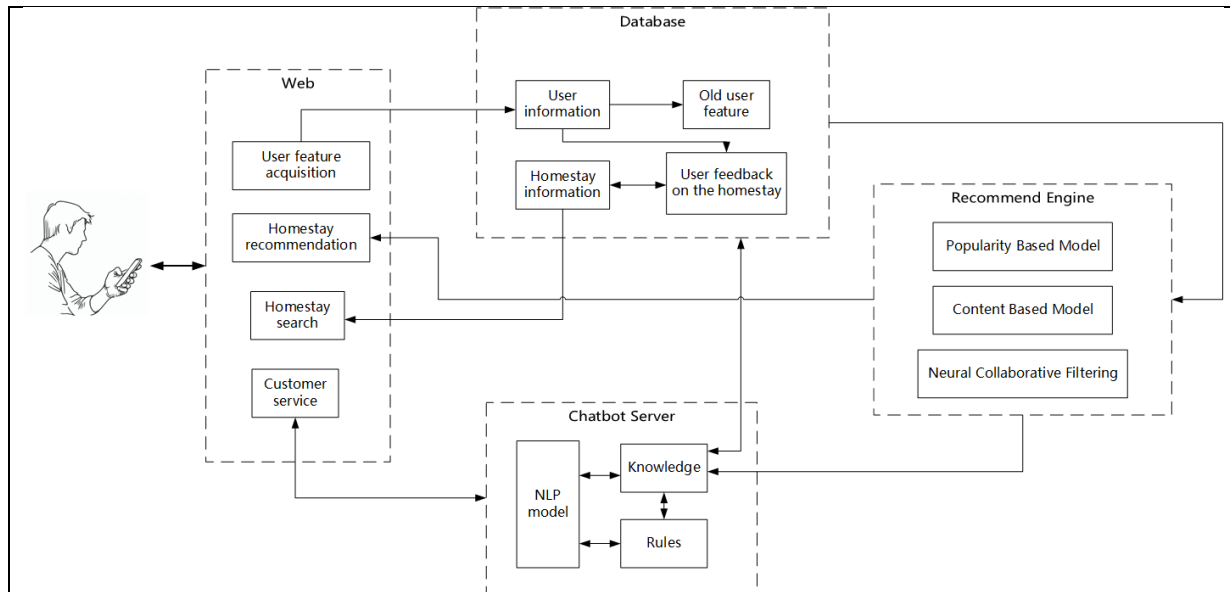 Database
Web
User
information
Old user
feature
User feature
acquisition
Homestay
information
User feedback
on the homestay
Homestay
recommendation
Homestay
search
Customer
service
Recommend Engine
Popularity Based Model
Content Based Model
Neural Collaborative Filtering
Chatbot Server
NLP
model
Knowledge
Rules